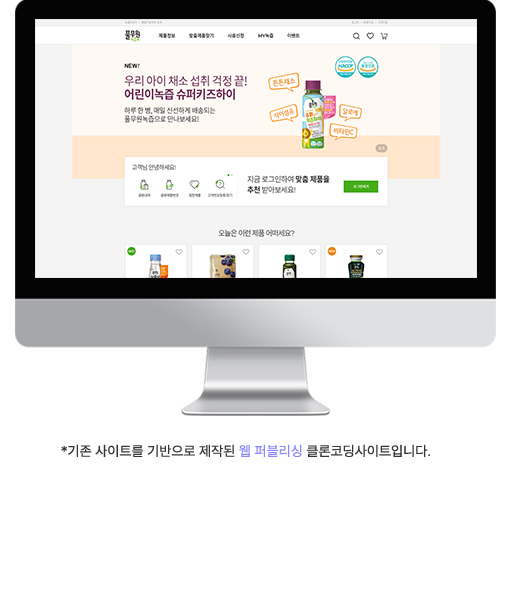 풀무원
녹즙
제품정보 맞춤제품찾기 시음신청 MY녹즙 이벤트
NEW!
우리 아이 채소 섭취 걱정 끝!
어린이녹즙 슈퍼키즈하이
하루 한 병, 매일 신선하게 배송되는
풀무원녹즙으로 만나보세요!
HACCP
튼튼채소
식이섬유
알로에
비타민C
고객님 안녕하세요!
지금 로그인하여 맞춤 제품을
추천 받아보세요!
로그인하기
오늘은 이런 제품 어떠세요?
*기존 사이트를 기반으로 제작된 웹 퍼블리싱 클론코딩사이트입니다.